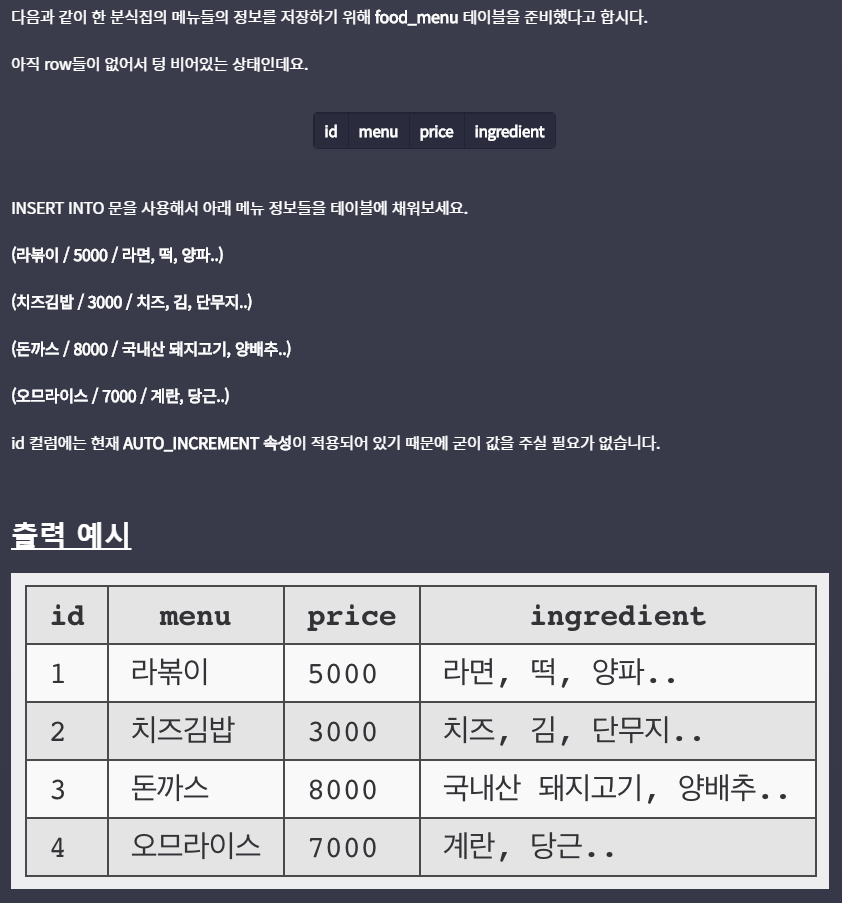 다음과 같이 한 분식집의 메뉴들의 정보를 저장하기 위해 food_menu 테이블을 준비했다고 합시다.
아직 row들이 없어서 텅 비어있는 상태인데요.
id menu price ingredient
INSERT INTO 문을 사용해서 아래 메뉴 정보들을 테이블에 채워보세요.
(라볶이 / 5000 / 라면, 떡, 양파..)
(치즈김밥 / 3000 / 치즈, 김, 단무지..)
(돈까스 / 8000 / 국내산 돼지고기, 양배추..)
(오므라이스 / 7000 / 계란, 당근..)
id 컬럼에는 현재 AUTO_INCREMENT 속성이 적용되어 있기 때문에 굳이 값을 주실 필요가 없습니다.
출력 예시
id menu price ingredient
1 라볶이 5000 라면, 떡, 양파..
2 치즈김밥 3000 치즈, 김, 단무지..
3 돈까스 8000 국내산 돼지고기, 양배추..
4 오므라이스 7000 계란, 당근..